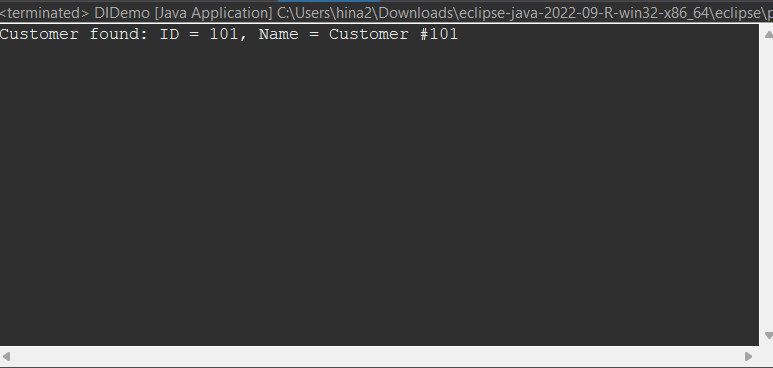 <terminated> DIDemo [Java Application] C:\Users\hina2\Downloads\eclipse-java-2022-09-R-win32-x86_64\eclipse\p
Customer found: ID = 101, Name = Customer #101